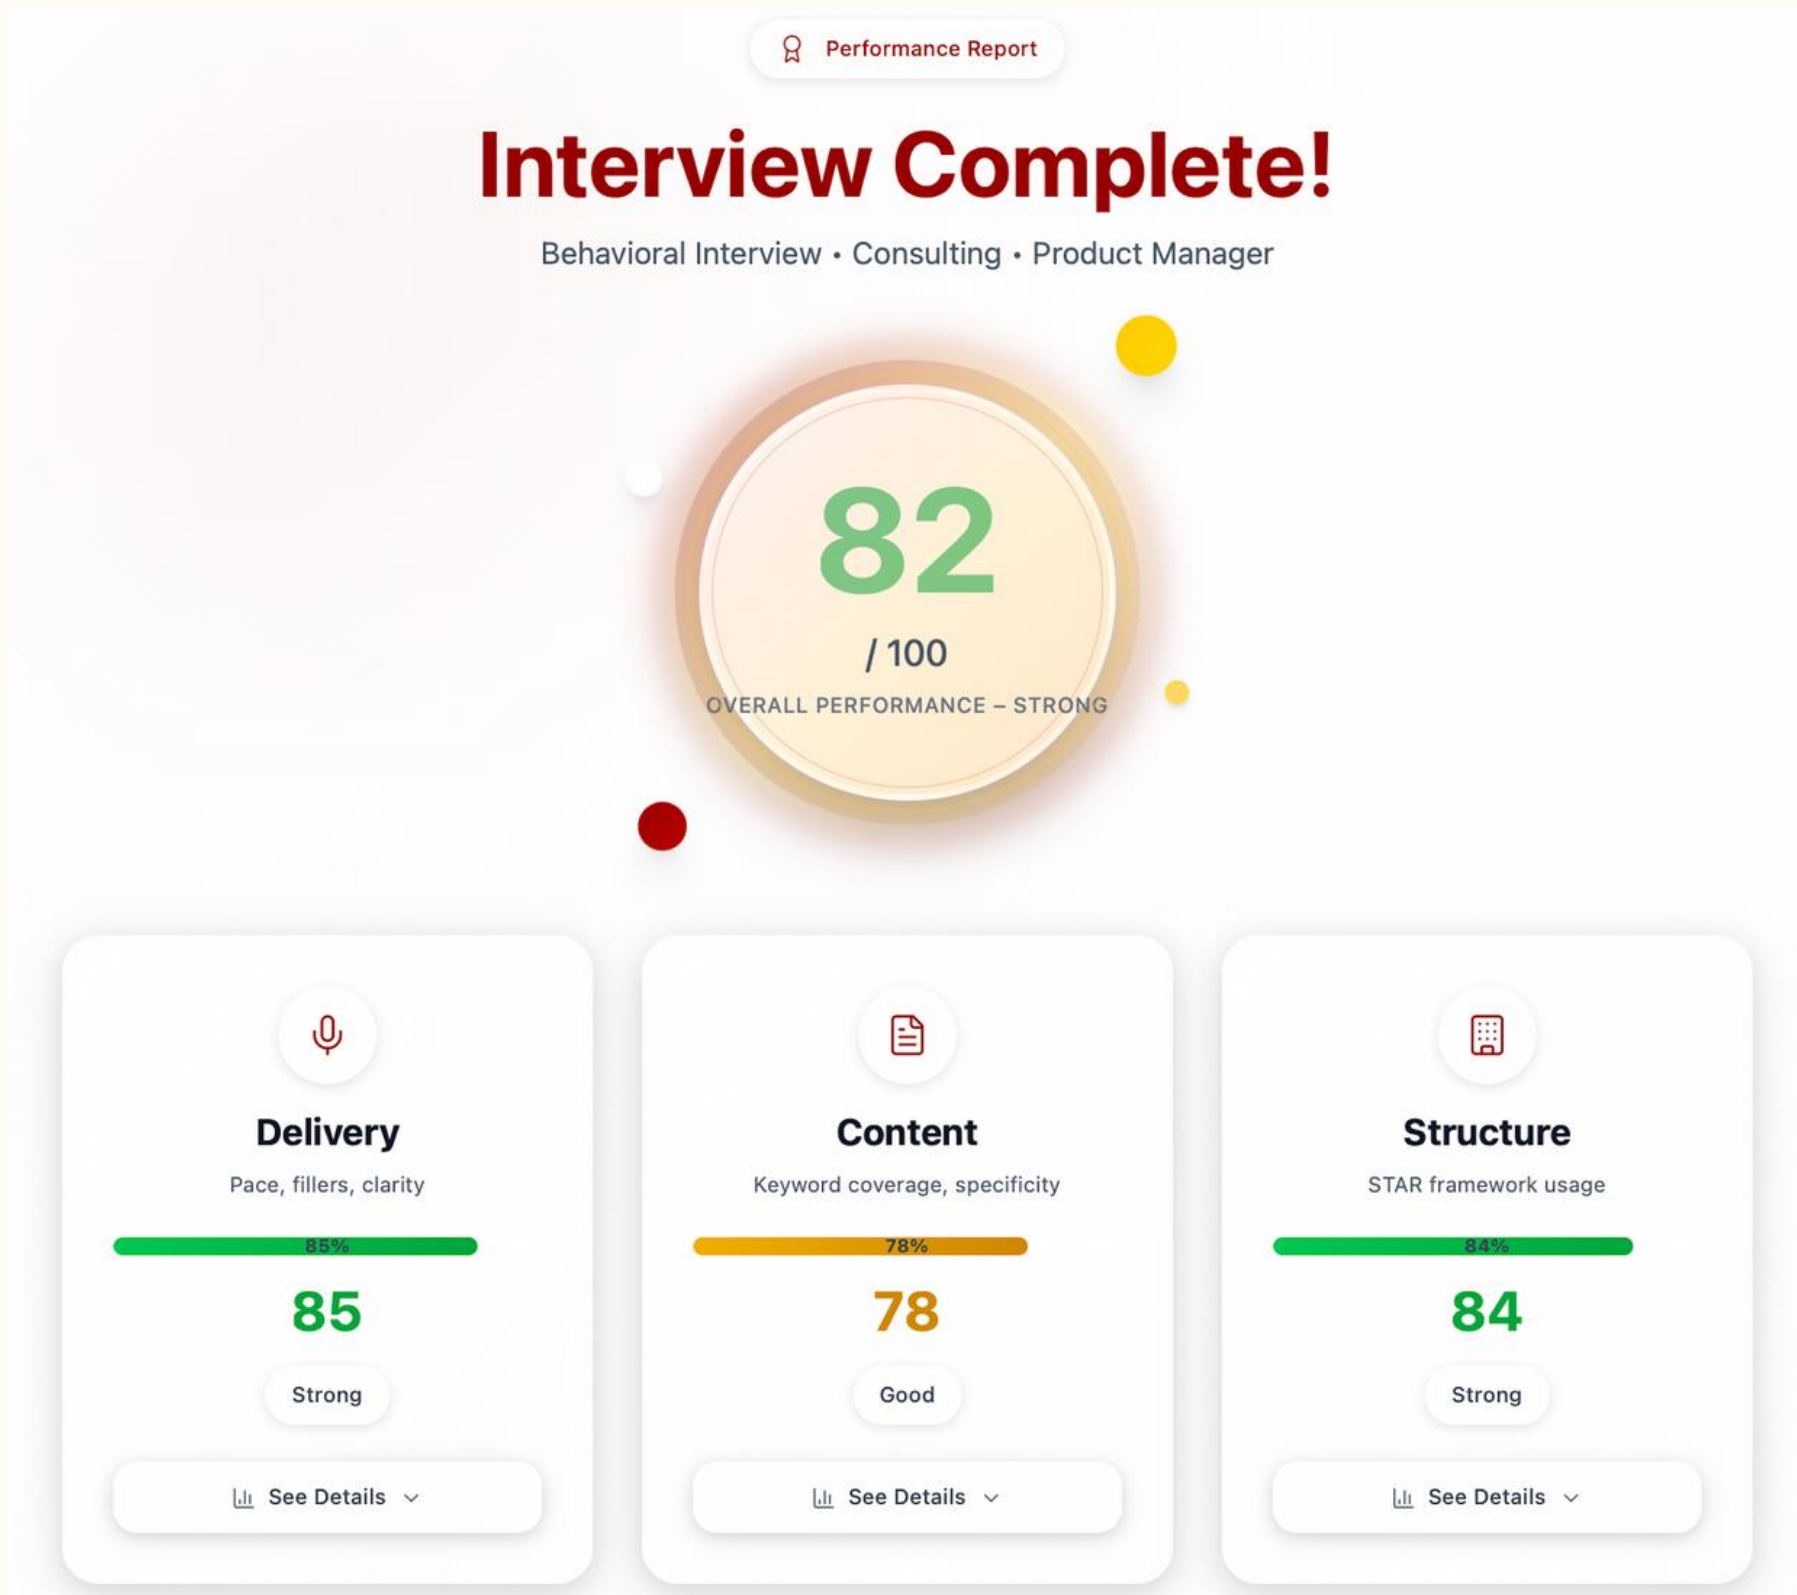 Performance Report
Interview Complete!
Behavioral Interview • Consulting • Product Manager
82
/ 100
OVERALL PERFORMANCE – STRONG
Delivery
Pace, fillers, clarity
85%
85
Strong
See Details
Content
Keyword coverage, specificity
78%
78
Good
See Details
Structure
STAR framework usage
84%
84
Strong
See Details